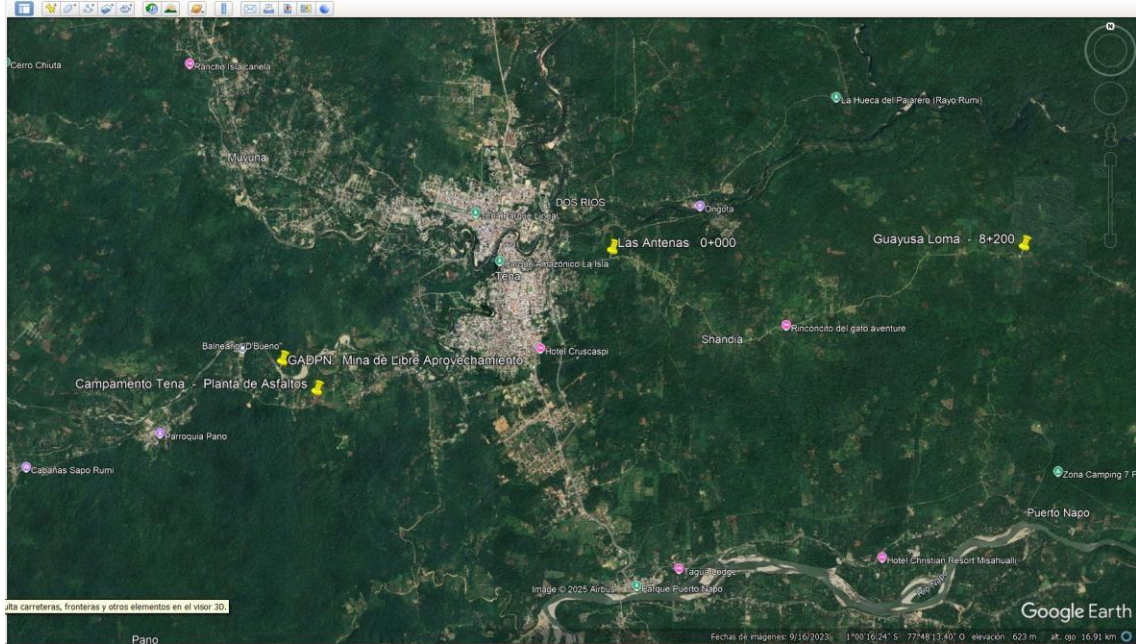 Cerro Chiuta
Rancho Isla canela
La Hueca del Pajarero (Rayo Rumi)
Muyuna
DOS RIOS
Ongota
Tena Parque Lineal
Las Antenas 0+000
Guayusa Loma - 8+200
Parque Amazónico La Isla
Tena
Rinconcito del gato aventure
Shandia
Balneario "D'Bueno"
Hotel Cruscaspi
GADPN. Mina de Libre Aprovechamiento
Campamento Tena - Planta de Asfaltos
Parroquia Pano
Cabañas Sapo Rumi
Zona Camping 7 P
Puerto Napo
Hotel Christian Resort Misahualli
Tagua Lodge
Río Napo
Image © 2025 Airbus
Parque Puerto Napo
ulta carreteras, fronteras y otros elementos en el visor 3D.
Google Earth
Pano
Fechas de imágenes: 9/16/2023 1°00'16.24" S 77°48'13.40" O elevación 623 m alt. ojo 16.91 km
N